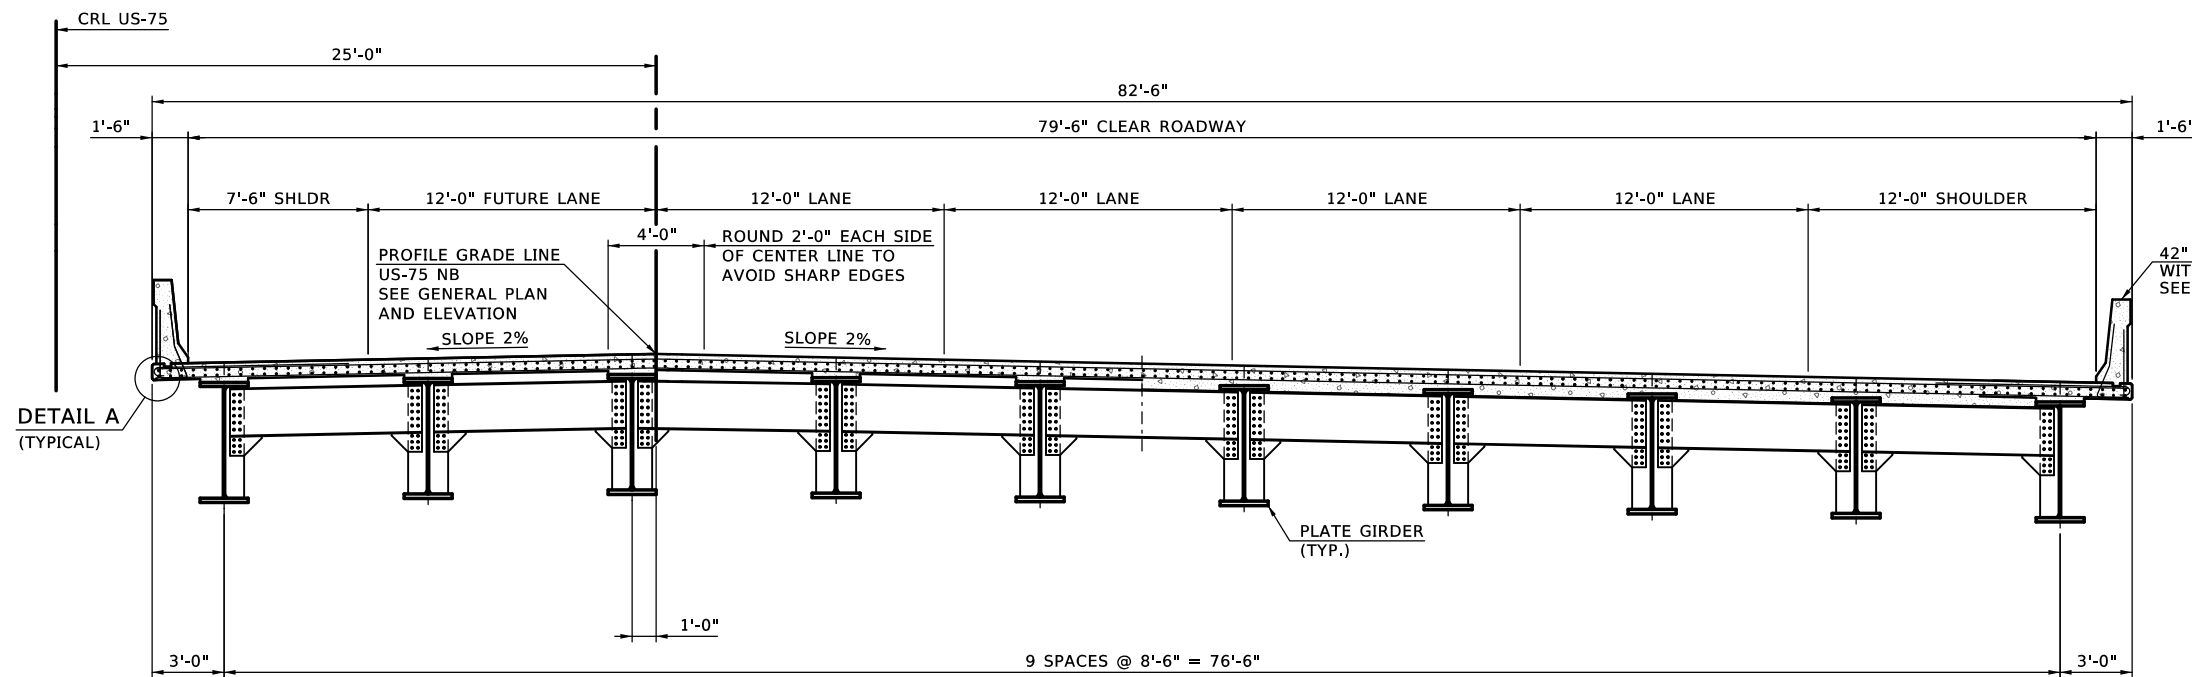 CRL US-75
25'-0"
82'-6"
1'-6"
79'-6" CLEAR ROADWAY
1'-6"
7'-6" SHLDR
12'-0" FUTURE LANE
12'-0" LANE
12'-0" LANE
12'-0" LANE
12'-0" LANE
12'-0" SHOULDER
4'-0"
ROUND 2'-0" EACH SIDE
OF CENTER LINE TO
AVOID SHARP EDGES
PROFILE GRADE LINE
US-75 NB
SEE GENERAL PLAN
AND ELEVATION
42"
WIT
SEE
SLOPE 2%
SLOPE 2%
DETAIL A
(TYPICAL)
PLATE GIRDER
(TYP.)
1'-0"
3'-0"
9 SPACES @ 8'-6" = 76'-6"
3'-0"